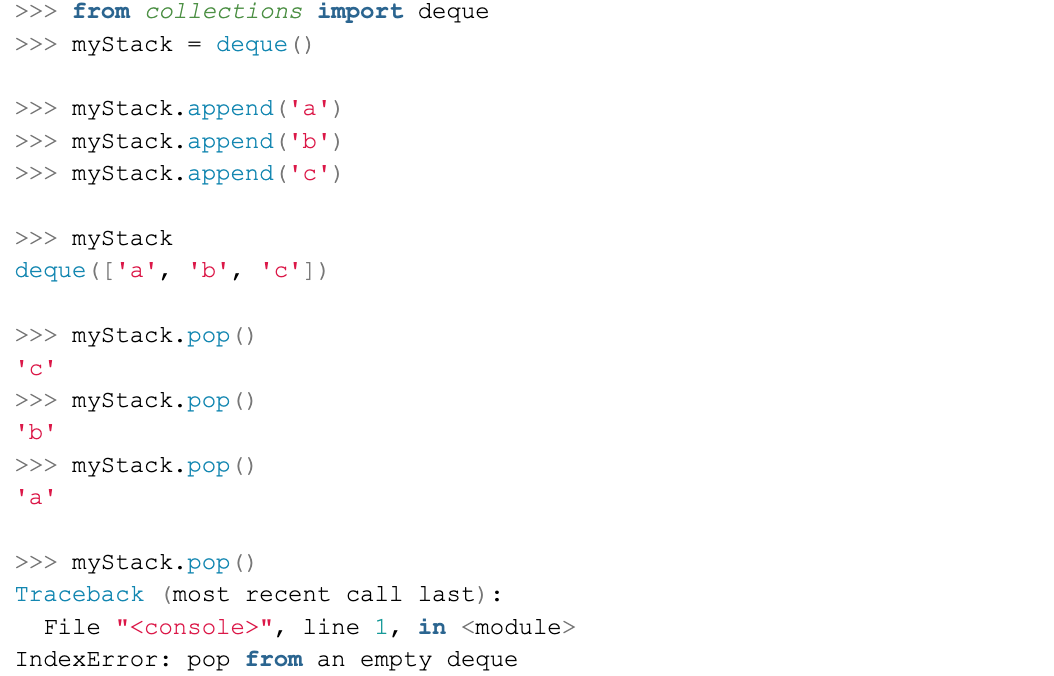 >>> from collections import deque
>>> myStack = deque()
>>> myStack.append('a')
>>> myStack.append('b')
>>> myStack.append('c')
>>> myStack
deque(['a', 'b', 'c'])
>>> myStack.pop()
'c'
>>> myStack.pop()
'b'
>>> myStack.pop()
'a'
>>> myStack.pop()
Traceback (most recent call last):
  File "<console>", line 1, in <module>
IndexError: pop from an empty deque